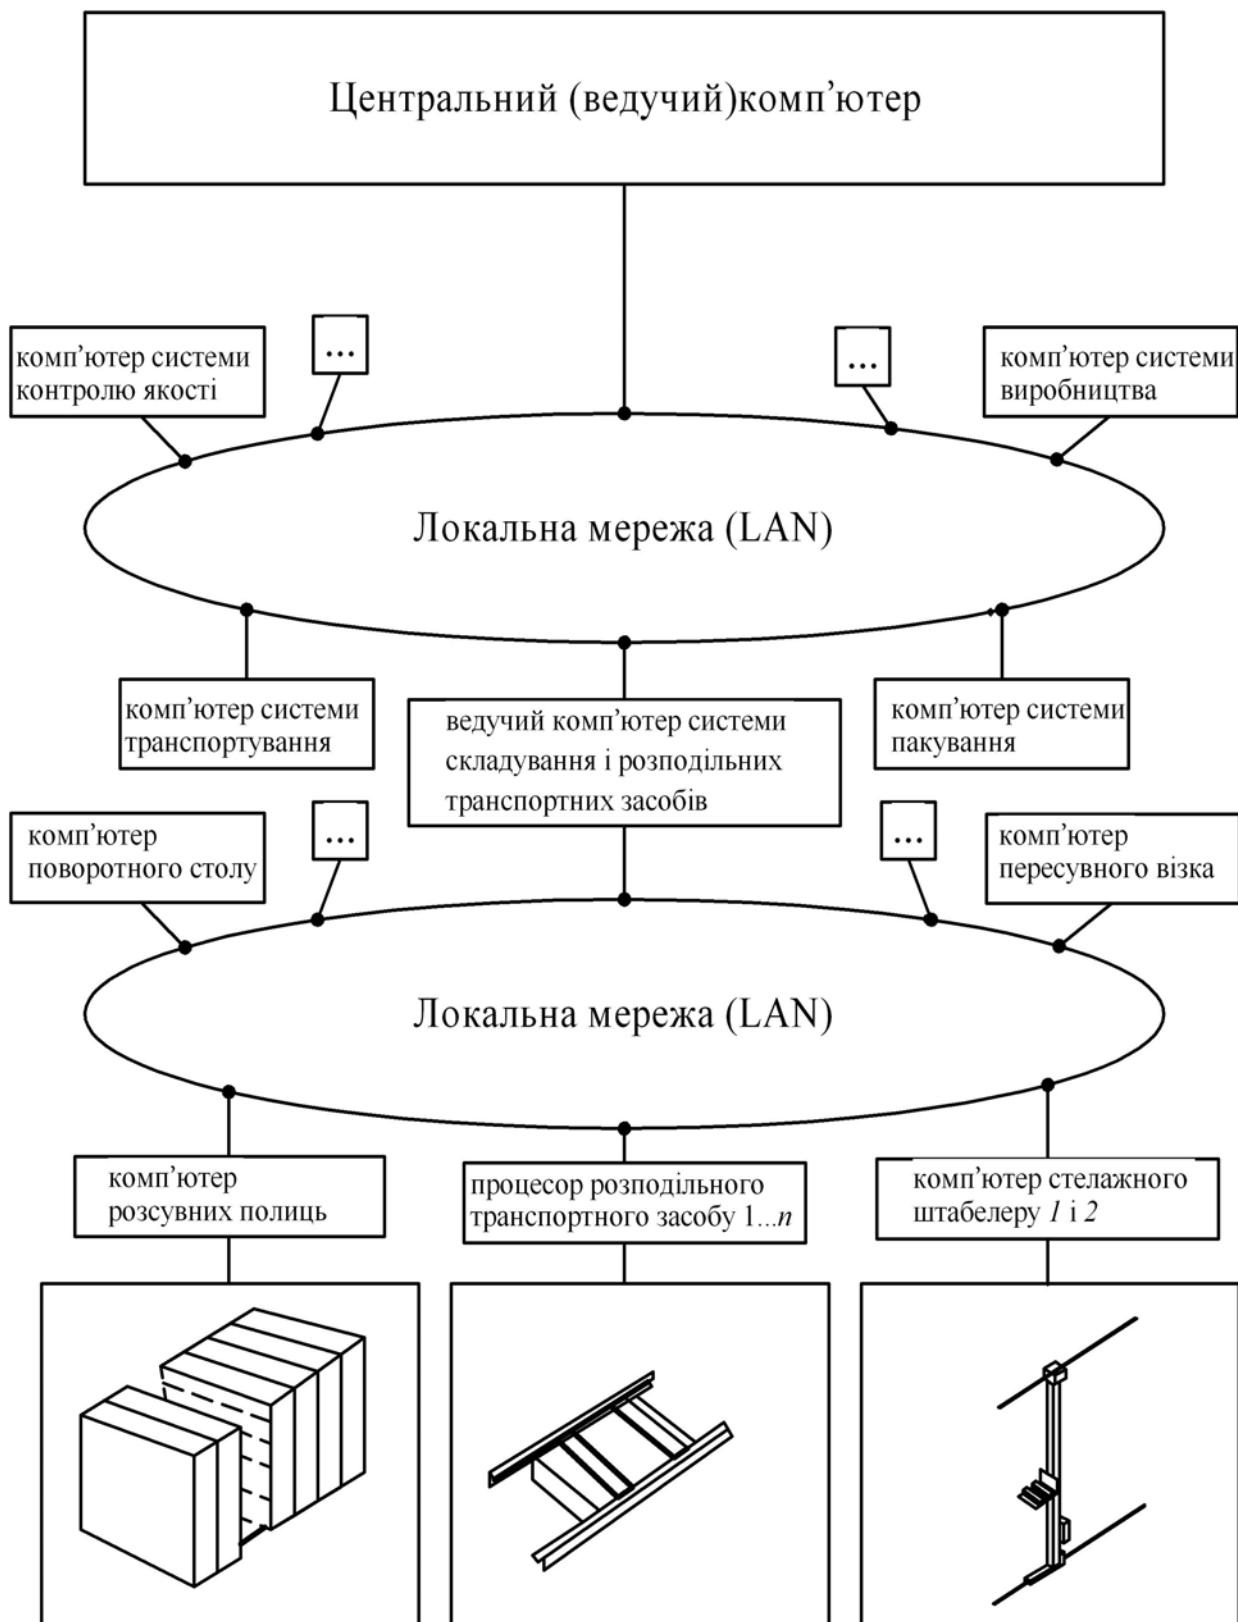 Центральний (ведучий)комп’ютер
...
...
комп’ютер системи
контролю якості
комп’ютер системи
виробництва
Локальна мережа (LAN)
комп’ютер системи
транспортування
ведучий комп’ютер системи
складування і розподільних
транспортних засобів
комп’ютер системи
пакування
...
...
комп’ютер
поворотного столу
комп’ютер
пересувного візка
Локальна мережа (LAN)
комп’ютер
розсувних полиць
процесор розподільного
транспортного засобу 1...n
комп’ютер стелажного
штабелеру 1 і 2